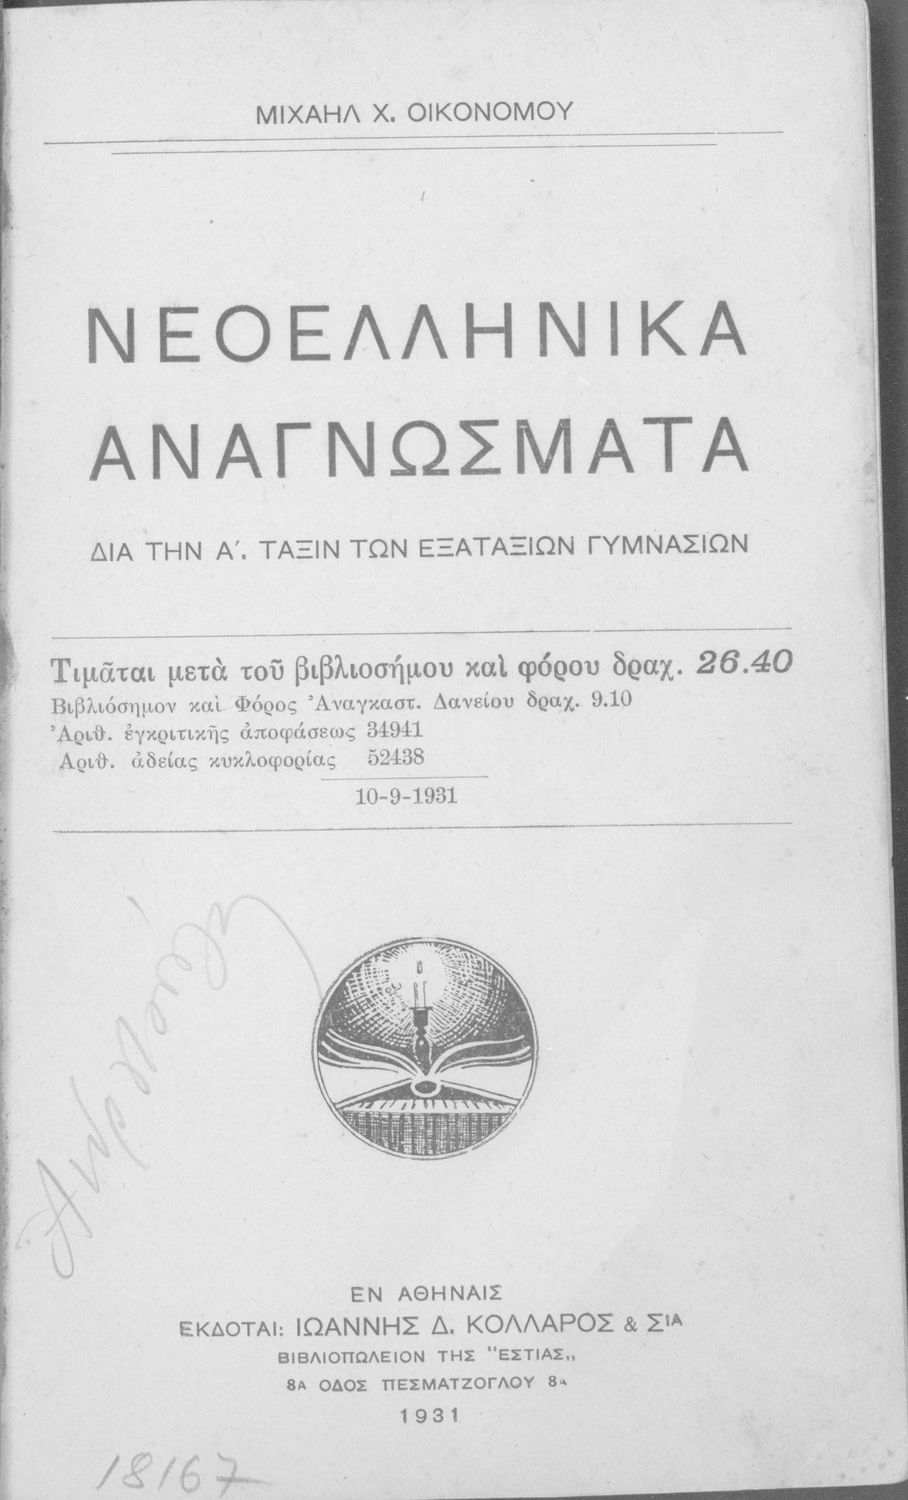 ΜΙΧΑΗΛ Χ. ΟΙΚΟΝΟΜΟΥ
ΝΕΟΕΛΛΗΝΙΚΑ
ΑΝΑΓΝΩΣΜΑΤΑ
ΔΙΑ ΤΗΝ Α΄. ΤΑΞΙΝ ΤΩΝ ΕΞΑΤΑΞΙΩΝ ΓΥΜΝΑΣΙΩΝ
Τιμᾶται μετὰ τοῦ βιβλιοσήμου καὶ φόρου δραχ. 26.40
Βιβλιόσημον καὶ Φόρος Ἀναγκαστ. Δανείου δραχ. 9.10
Ἀριθ. ἐγκριτικῆς ἀποφάσεως 34941
Αριθ. ἀδείας κυκλοφορίας 52438
10-9-1931
ΕΝ ΑΘΗΝΑΙΣ
ΕΚΔΟΤΑΙ: ΙΩΑΝΝΗΣ Δ. ΚΟΛΛΑΡΟΣ & ΣΙΑ
ΒΙΒΛΙΟΠΩΛΕΙΟΝ ΤΗΣ "ΕΣΤΙΑΣ„
8Α ΟΔΟΣ ΠΕΣΜΑΤΖΟΓΛΟΥ 8Α
1931
18167